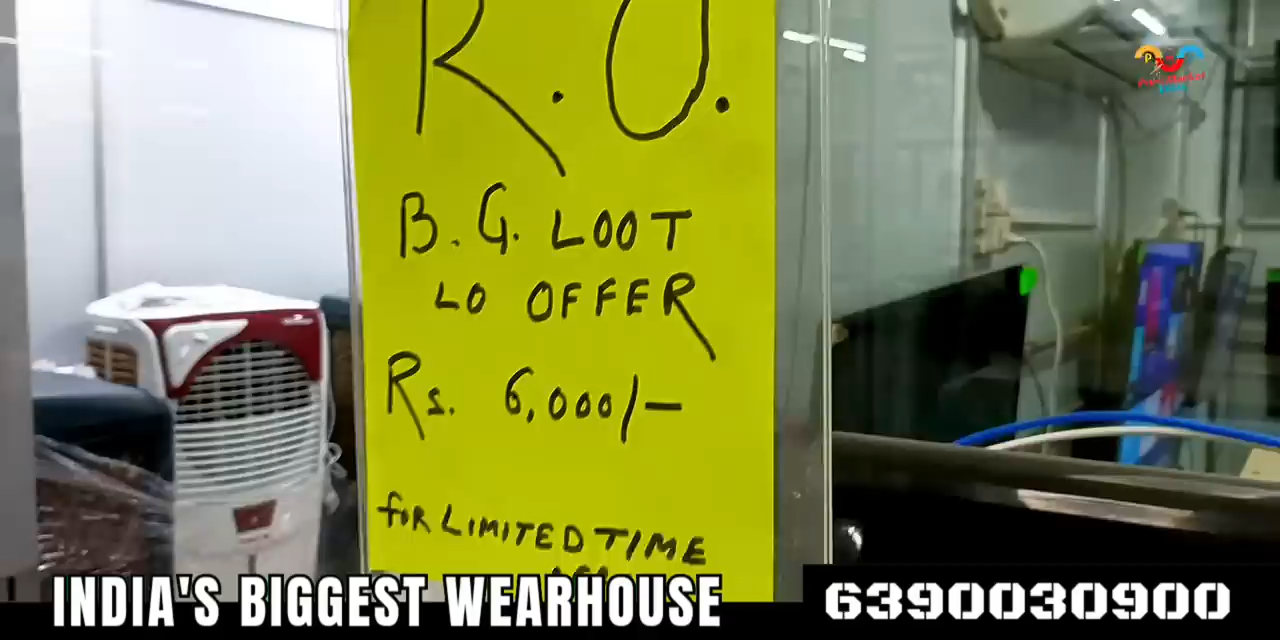 R.O.
B.G. LOOT
LO OFFER
Rs. 6,000/-
for LIMITED TIME
INDIA'S BIGGEST WEARHOUSE
6390030900